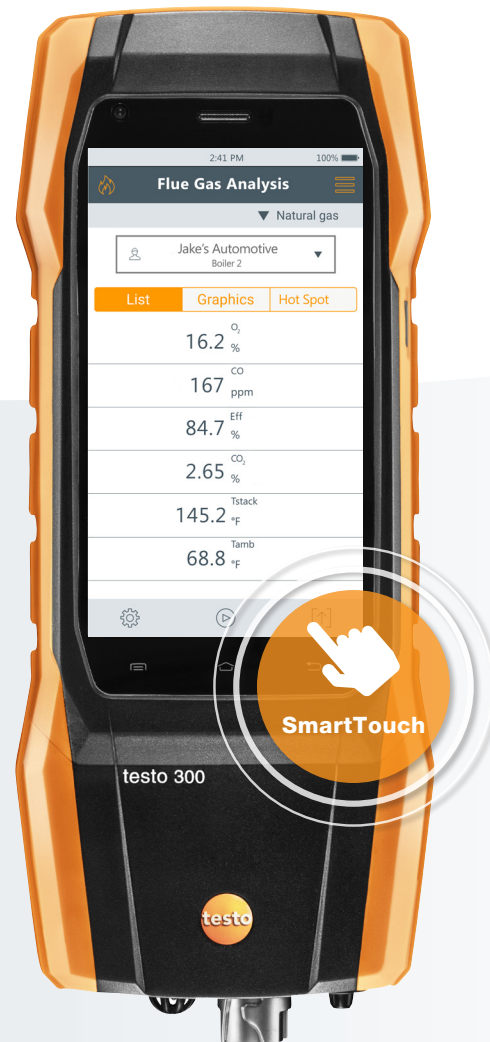 2:41 PM 100%
Flue Gas Analysis
▼ Natural gas
Jake's Automotive ▼
Boiler 2
List Graphics Hot Spot
16.2 O₂ %
167 CO ppm
84.7 Eff %
2.65 CO₂ %
145.2 Tstack °F
68.8 Tamb °F
SmartTouch
testo 300
testo